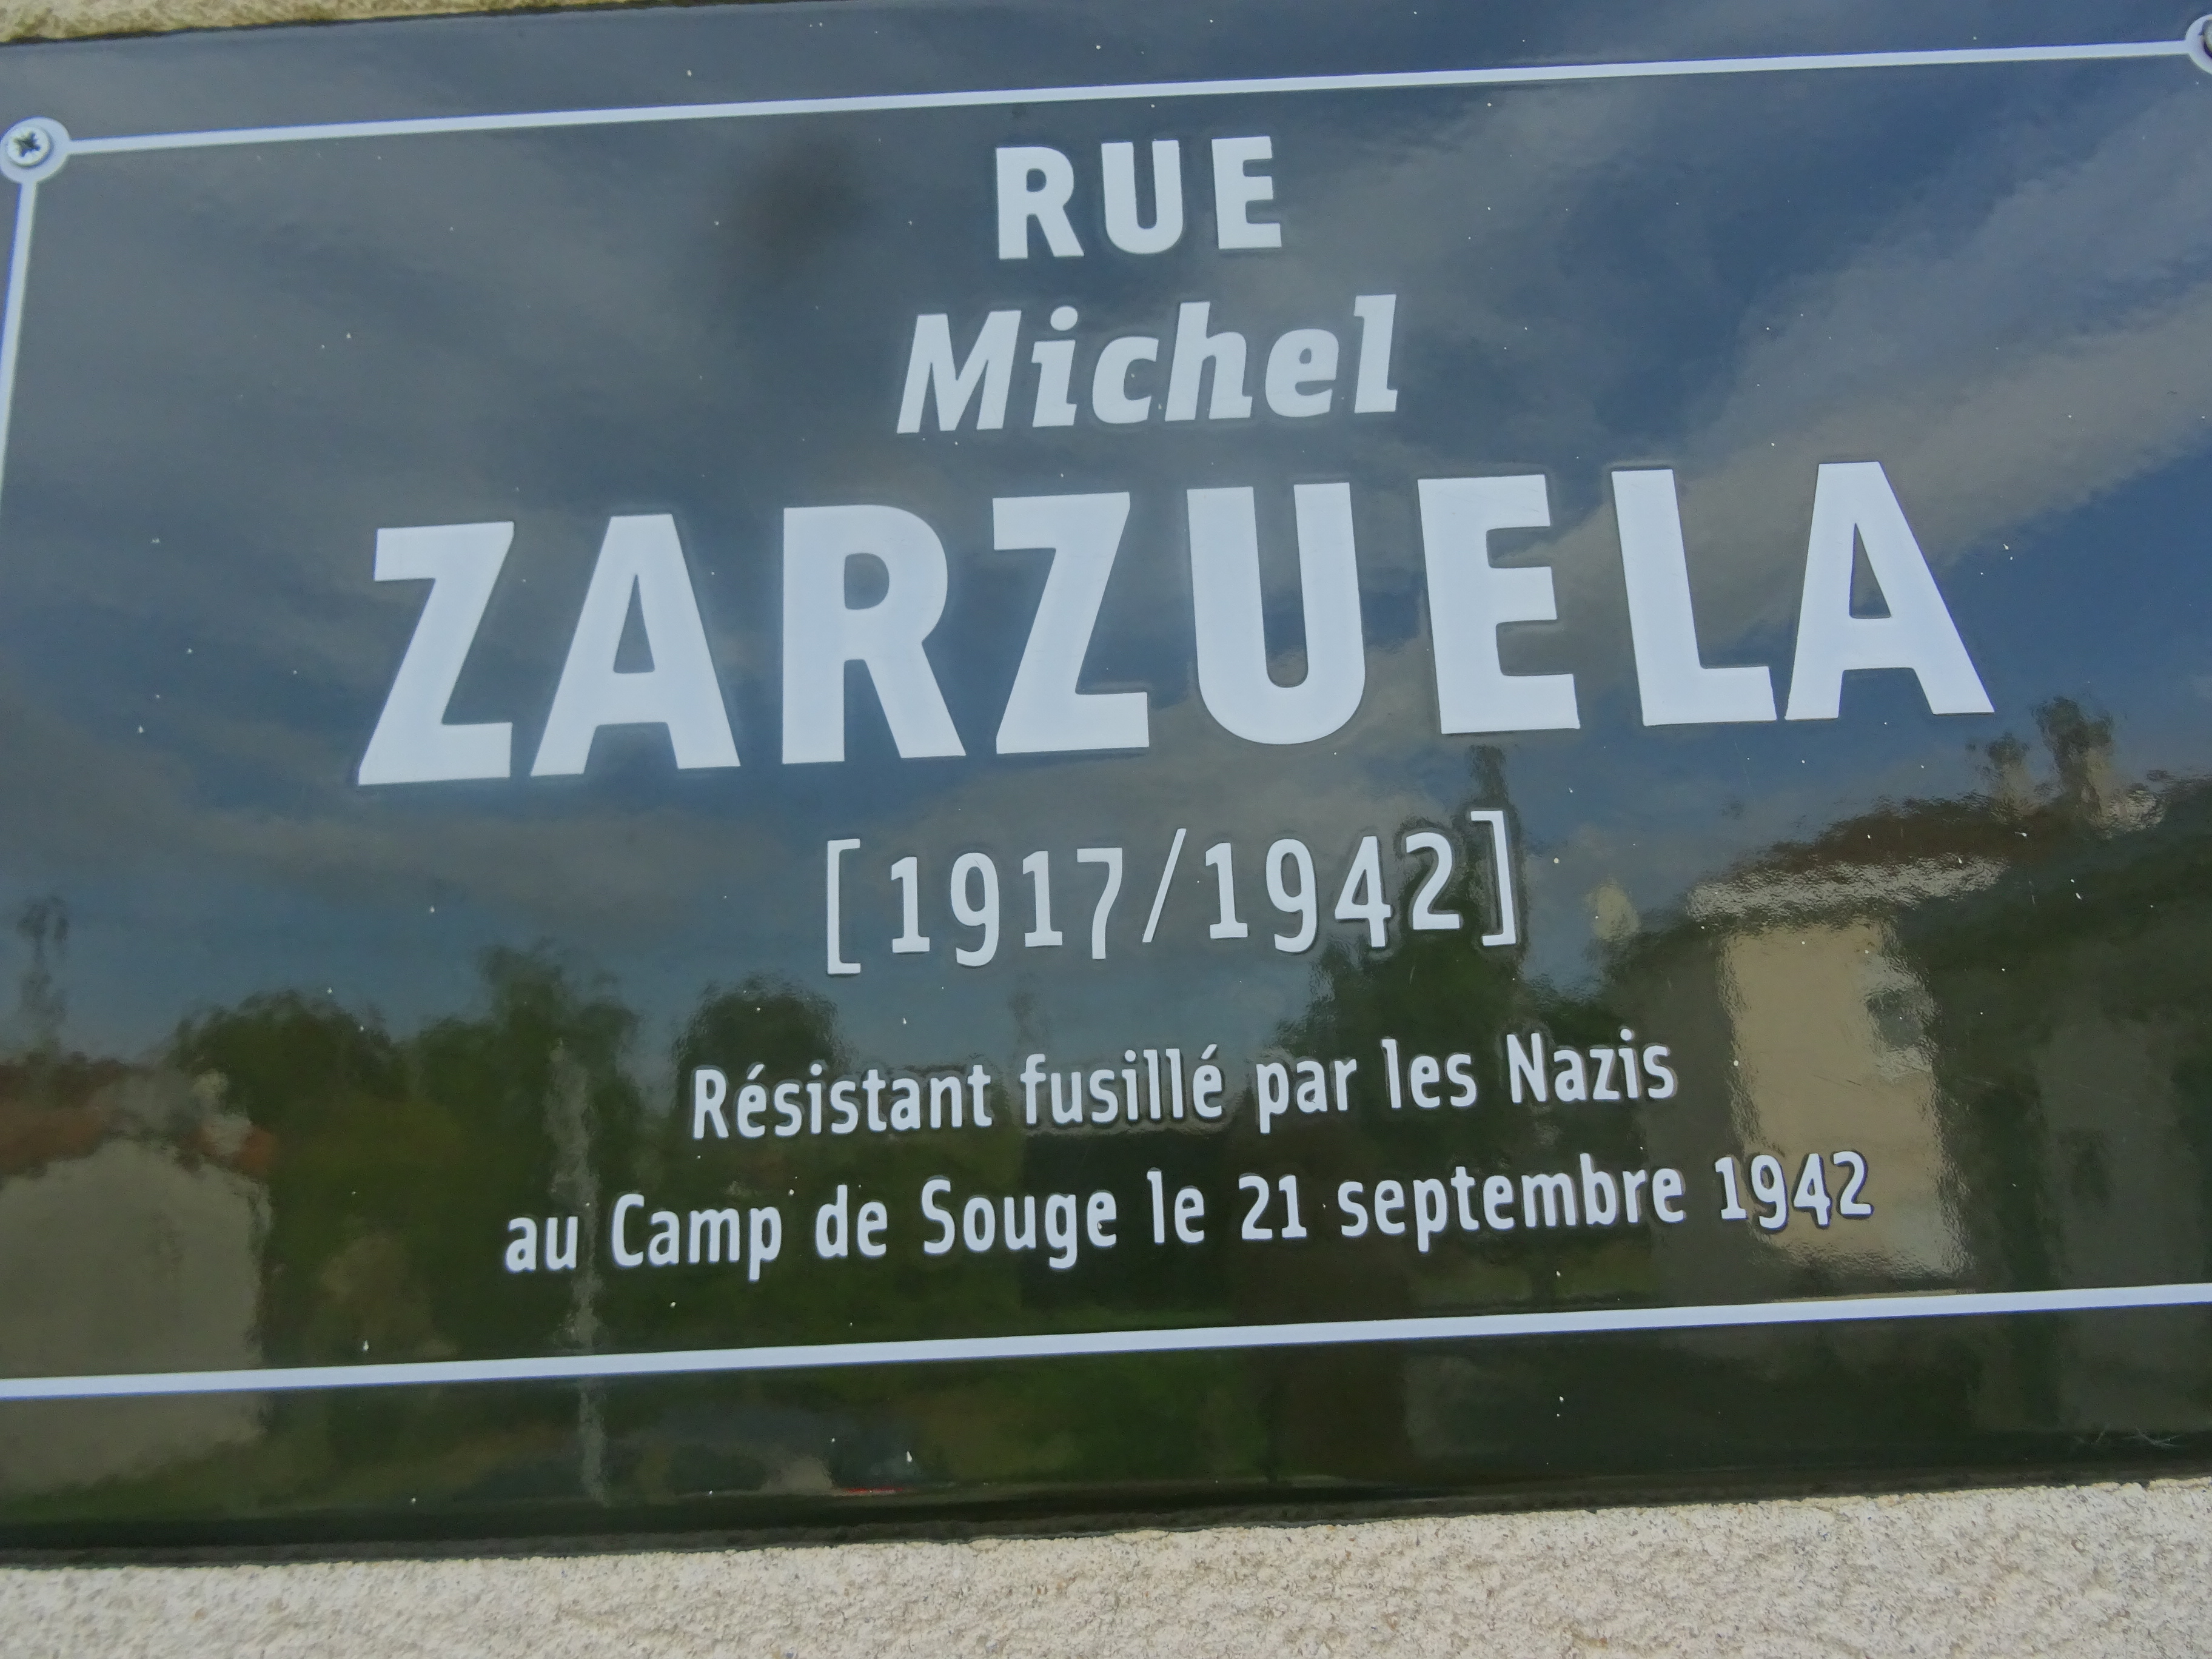 RUE
Michel
ZARZUELA
[1917/1942]
Résistant fusillé par les Nazis
au Camp de Souge le 21 septembre 1942